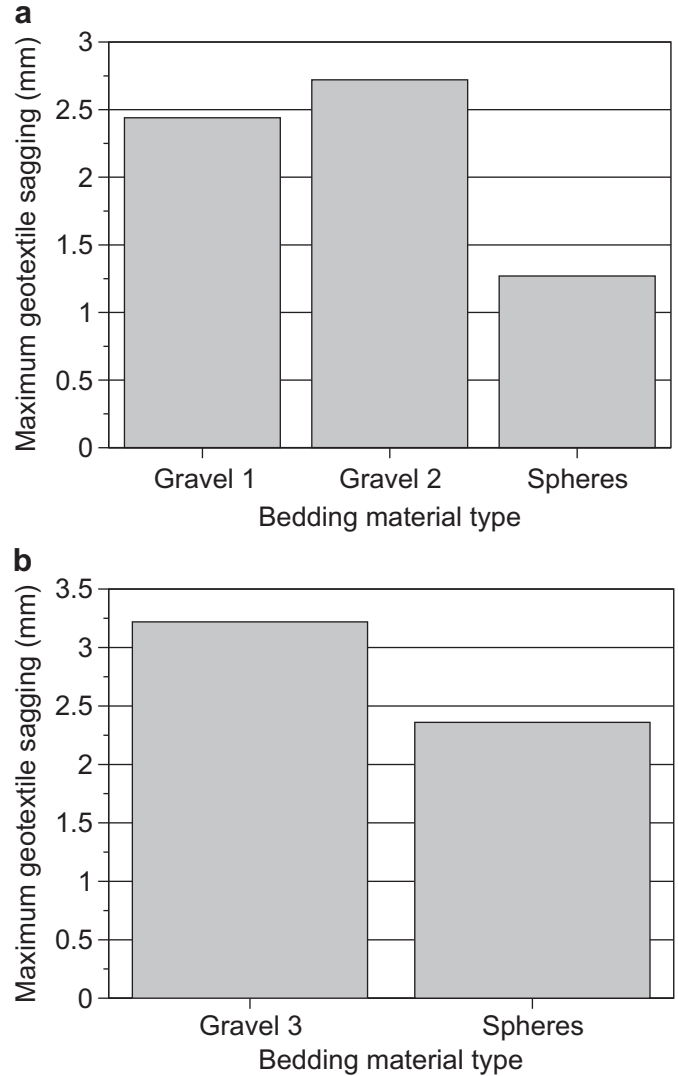 a
Maximum geotextile sagging (mm)
3
2.5
2
1.5
1
0.5
0
Gravel 1 Gravel 2 Spheres
Bedding material type
b
Maximum geotextile sagging (mm)
3.5
3
2.5
2
1.5
1
0.5
0
Gravel 3 Spheres
Bedding material type